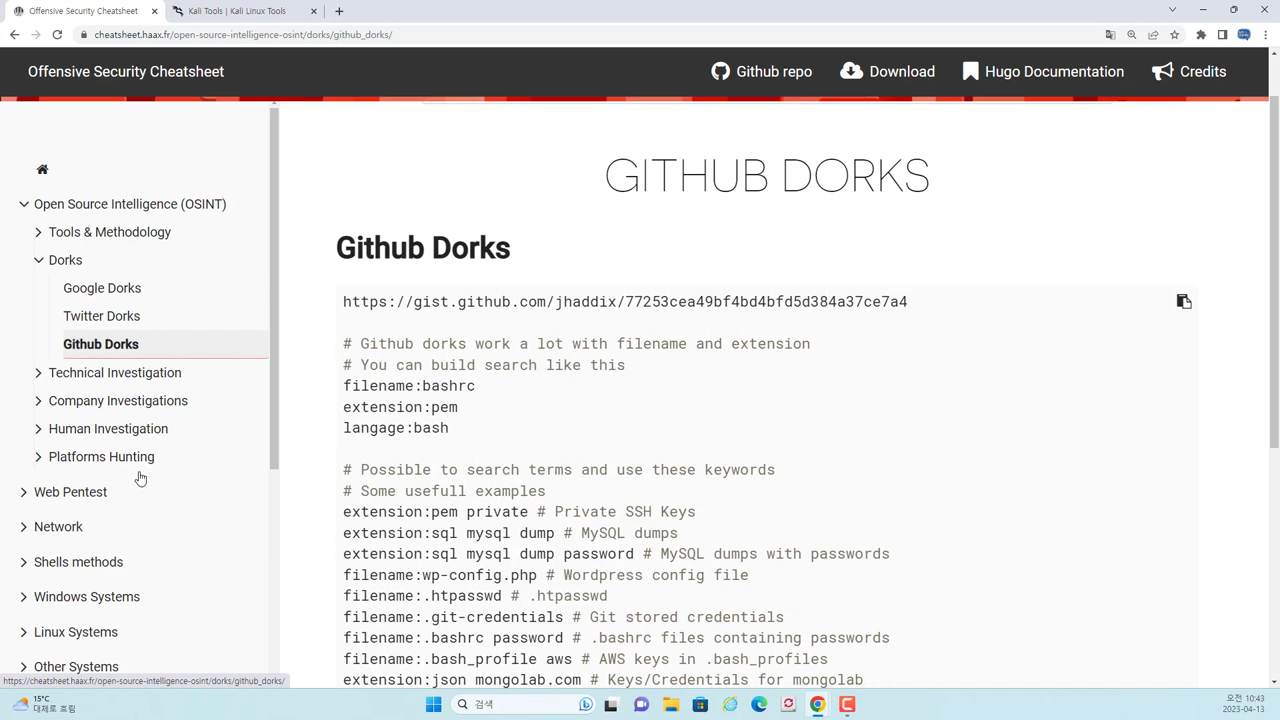 Offensive Security Cheatsheet
Kali Tools | Kali Linux Tools
cheatsheet.haax.fr/open-source-intelligence-osint/dorks/github_dorks/
Offensive Security Cheatsheet
Github repo
Download
Hugo Documentation
Credits
Open Source Intelligence (OSINT)
Tools & Methodology
Dorks
Google Dorks
Twitter Dorks
Github Dorks
Technical Investigation
Company Investigations
Human Investigation
Platforms Hunting
Web Pentest
Network
Shells methods
Windows Systems
Linux Systems
Other Systems
https://cheatsheet.haax.fr/open-source-intelligence-osint/dorks/github_dorks/
GITHUB DORKS
Github Dorks
https://gist.github.com/jhaddix/77253cea49bf4bd4bfd5d384a37ce7a4
# Github dorks work a lot with filename and extension
# You can build search like this
filename:bashrc
extension:pem
langage:bash
# Possible to search terms and use these keywords
# Some usefull examples
extension:pem private # Private SSH Keys
extension:sql mysql dump # MySQL dumps
extension:sql mysql dump password # MySQL dumps with passwords
filename:wp-config.php # Wordpress config file
filename:.htpasswd # .htpasswd
filename:.git-credentials # Git stored credentials
filename:.bashrc password # .bashrc files containing passwords
filename:.bash_profile aws # AWS keys in .bash_profiles
extension:json mongolab.com # Keys/Credentials for mongolab
15°C
대체로 흐림
검색
오전 10:43
2023-04-13